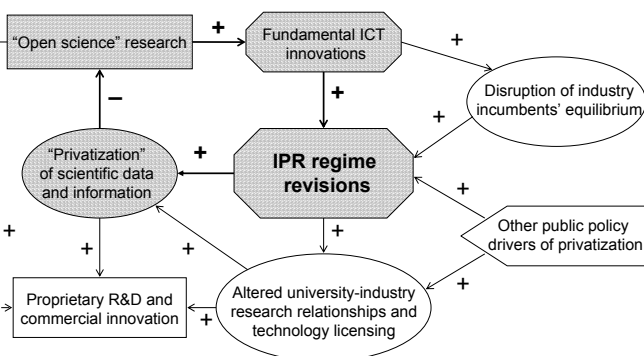 “Open science” research
+
Fundamental ICT
innovations
+
+
–
Disruption of industry
incumbents’ equilibrium
+
“Privatization”
of scientific data
and information
+
IPR regime
revisions
+
Other public policy
drivers of privatization
+
+
+
+
+
Proprietary R&D and
commercial innovation
+
Altered university-industry
research relationships and
technology licensing